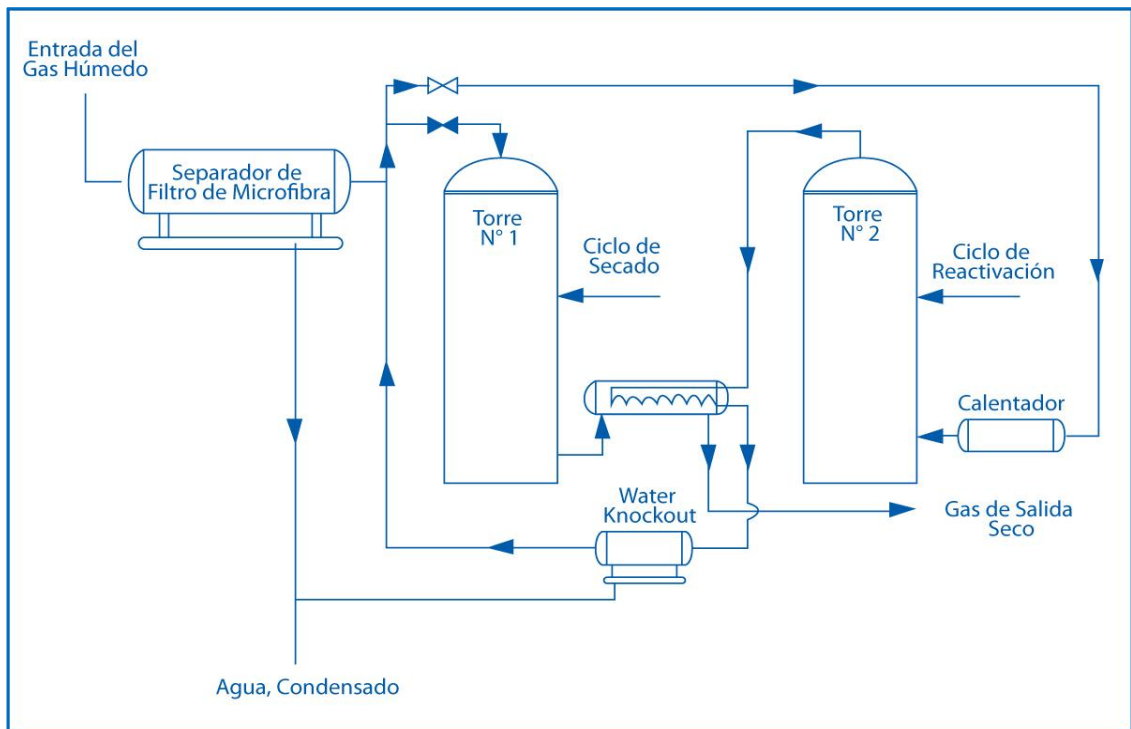 Entrada del
Gas Húmedo
Separador de
Filtro de Microfibra
Torre
N° 1
Ciclo de
Secado
Torre
N° 2
Ciclo de
Reactivación
Calentador
Water
Knockout
Gas de Salida
Seco
Agua, Condensado